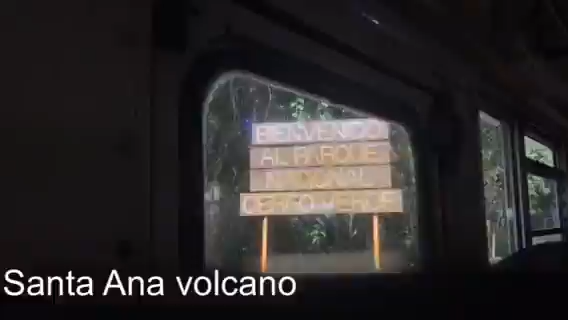 BIENVENIDO
AL PARQUE
NACIONAL
CERRO VERDE
Santa Ana volcano